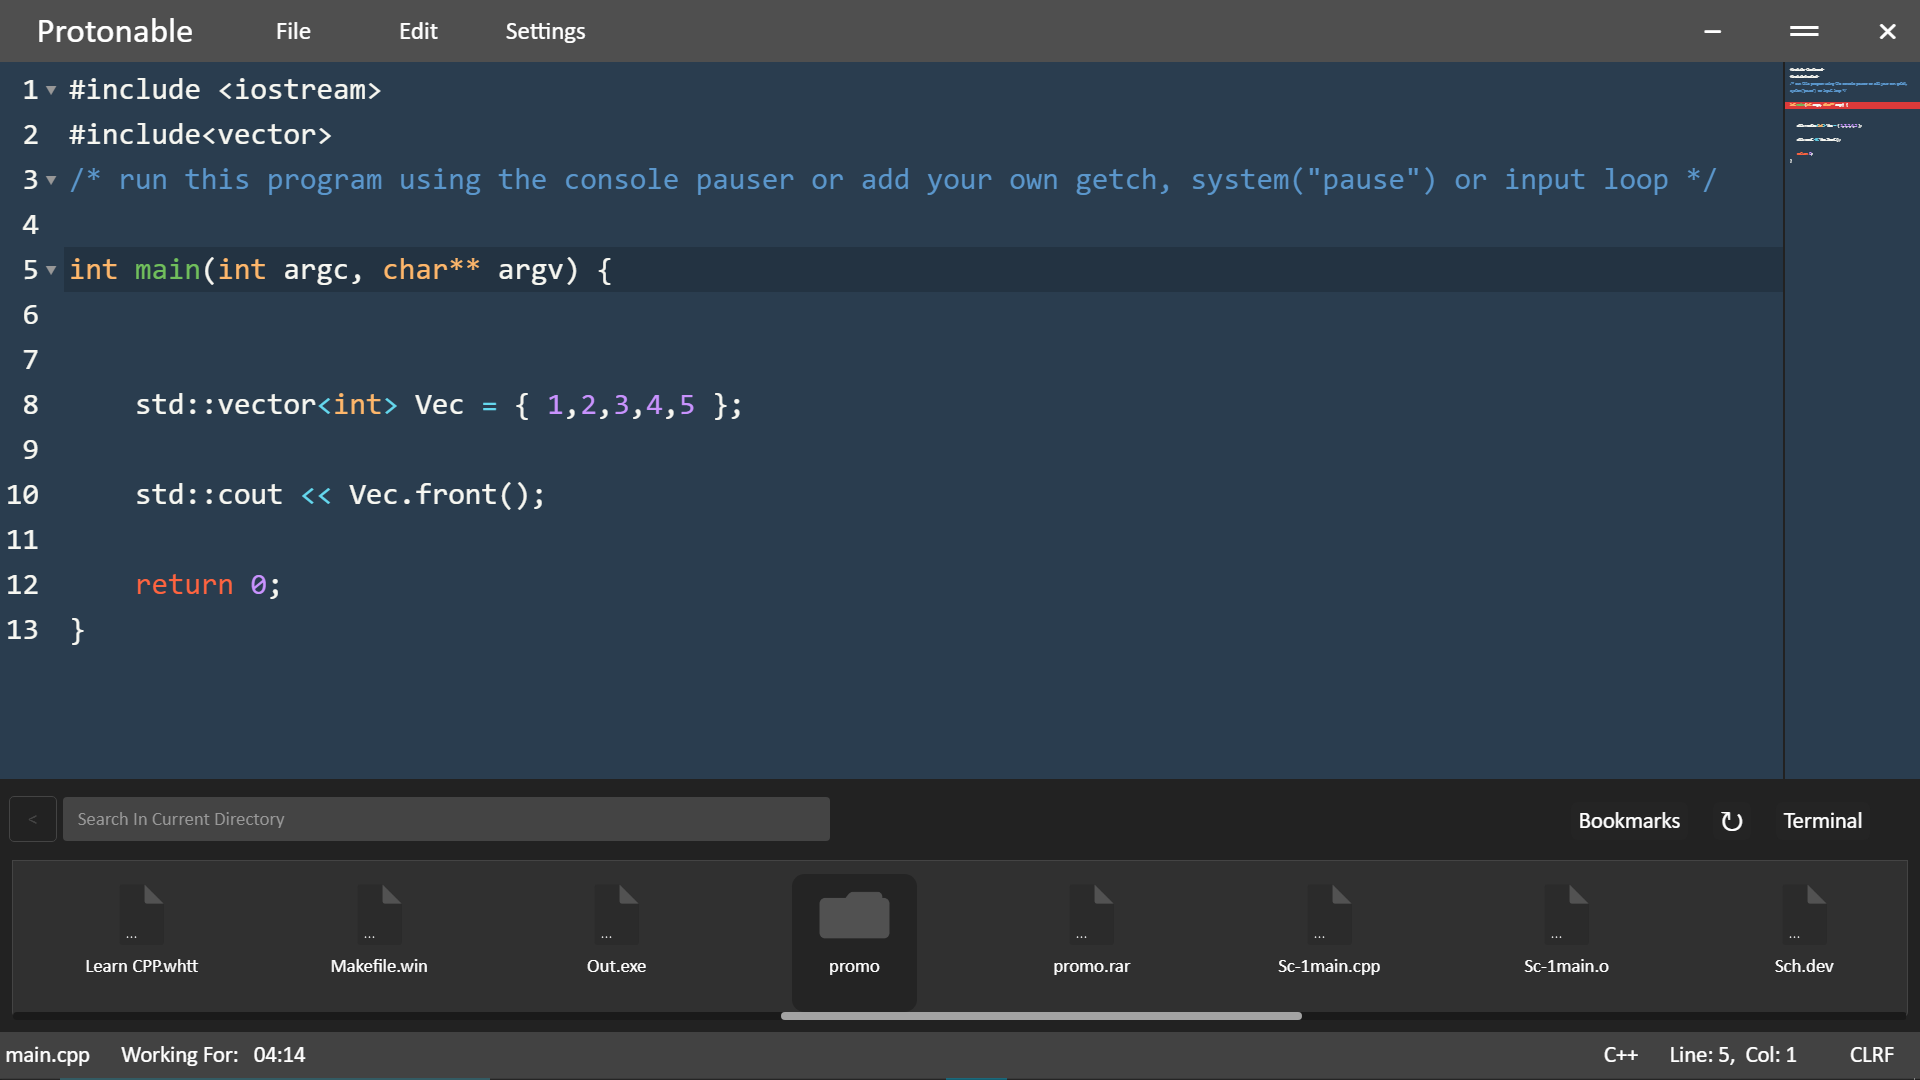 Protonable File Edit Settings
1 #include <iostream>
2 #include<vector>
3 /* run this program using the console pauser or add your own getch, system("pause") or input loop */
4
5 int main(int argc, char** argv) {
6
7
8 std::vector<int> Vec = { 1,2,3,4,5 };
9
10 std::cout << Vec.front();
11
12 return 0;
13 }
< Search In Current Directory Bookmarks ↻ Terminal
... ... ... ... ... ... ...
Learn CPP.whtt Makefile.win Out.exe promo promo.rar Sc-1main.cpp Sc-1main.o Sch.dev
main.cpp Working For: 04:14 C++ Line: 5, Col: 1 CLRF